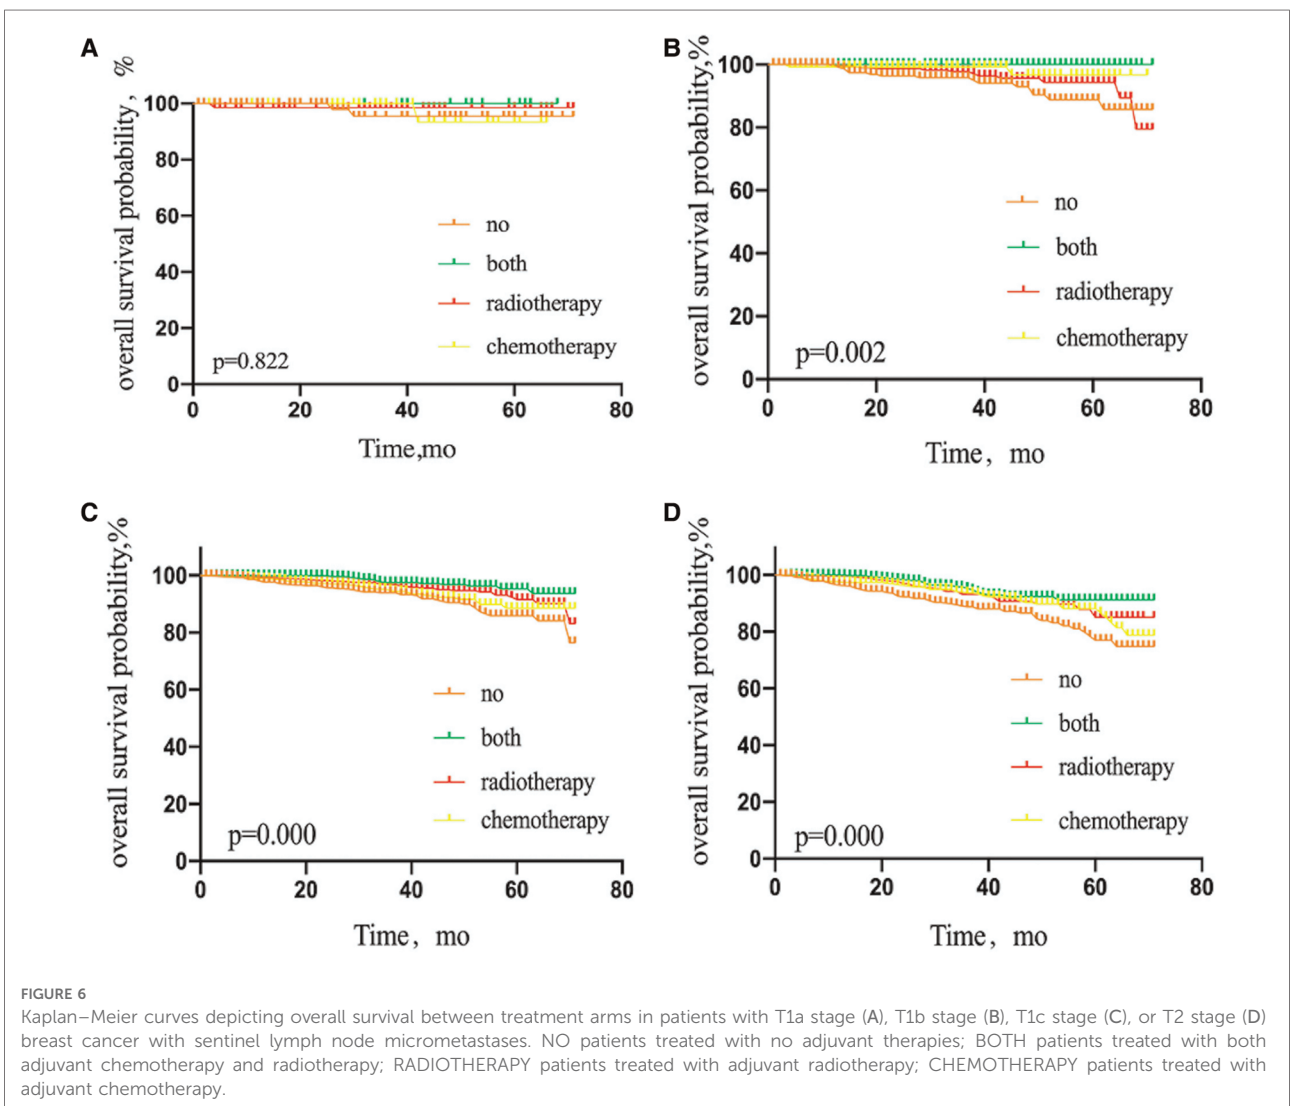 A
overall survival probability, %
100
80
60
40
20
0
no
both
radiotherapy
chemotherapy
p=0.822
0 20 40 60 80
Time,mo
B
overall survival probability,%
100
80
60
40
20
0
no
both
radiotherapy
chemotherapy
p=0.002
0 20 40 60 80
Time, mo
C
overall survival probability,%
100
80
60
40
20
0
no
both
radiotherapy
chemotherapy
p=0.000
0 20 40 60 80
Time, mo
D
overall survival probability,%
100
80
60
40
20
0
no
both
radiotherapy
chemotherapy
p=0.000
0 20 40 60 80
Time, mo
FIGURE 6
Kaplan–Meier curves depicting overall survival between treatment arms in patients with T1a stage (A), T1b stage (B), T1c stage (C), or T2 stage (D)
breast cancer with sentinel lymph node micrometastases. NO patients treated with no adjuvant therapies; BOTH patients treated with both
adjuvant chemotherapy and radiotherapy; RADIOTHERAPY patients treated with adjuvant radiotherapy; CHEMOTHERAPY patients treated with
adjuvant chemotherapy.